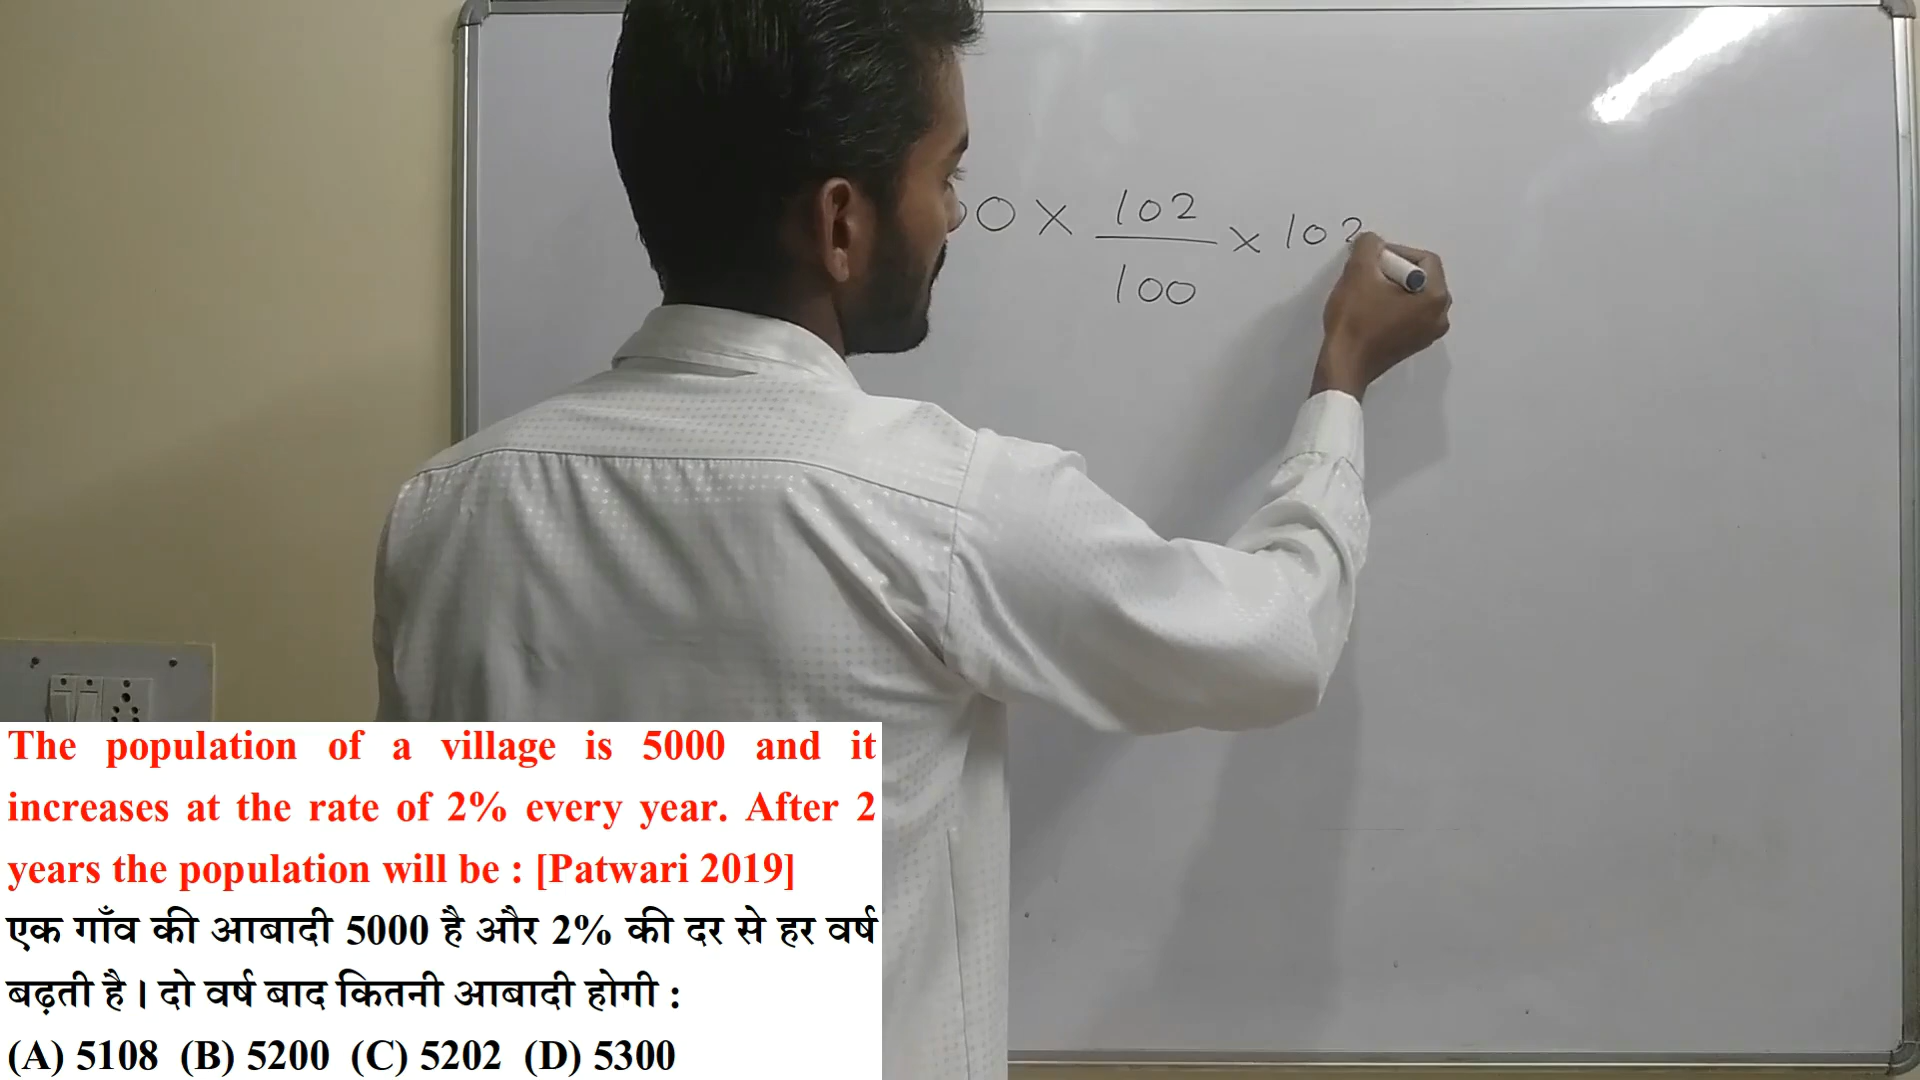 00 × 102 × 102
100
The population of a village is 5000 and it
increases at the rate of 2% every year. After 2
years the population will be : [Patwari 2019]
एक गाँव की आबादी 5000 है और 2% की दर से हर वर्ष
बढ़ती है। दो वर्ष बाद कितनी आबादी होगी :
(A) 5108 (B) 5200 (C) 5202 (D) 5300